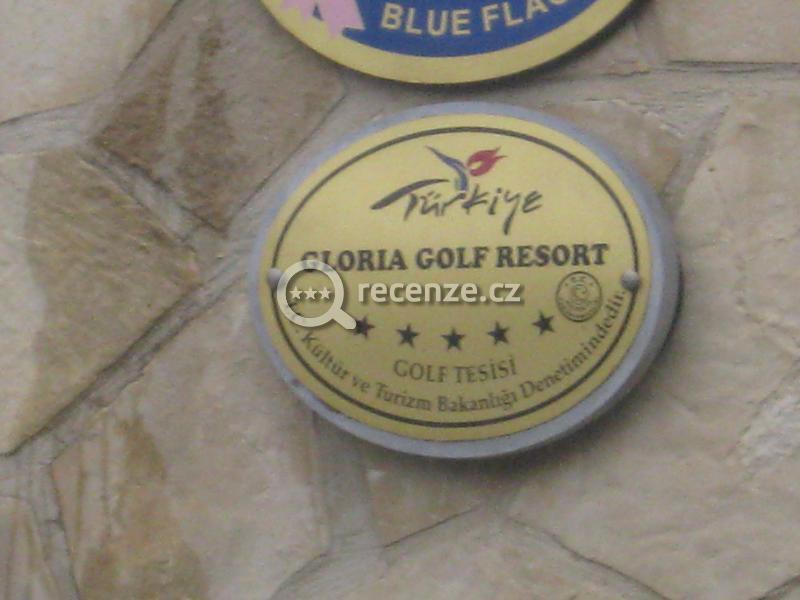 BLUE FLAG
Türkiye
GLORIA GOLF RESORT
recenze.cz
GOLF TESİSİ
Kültür ve Turizm Bakanlığı Denetimindedir.